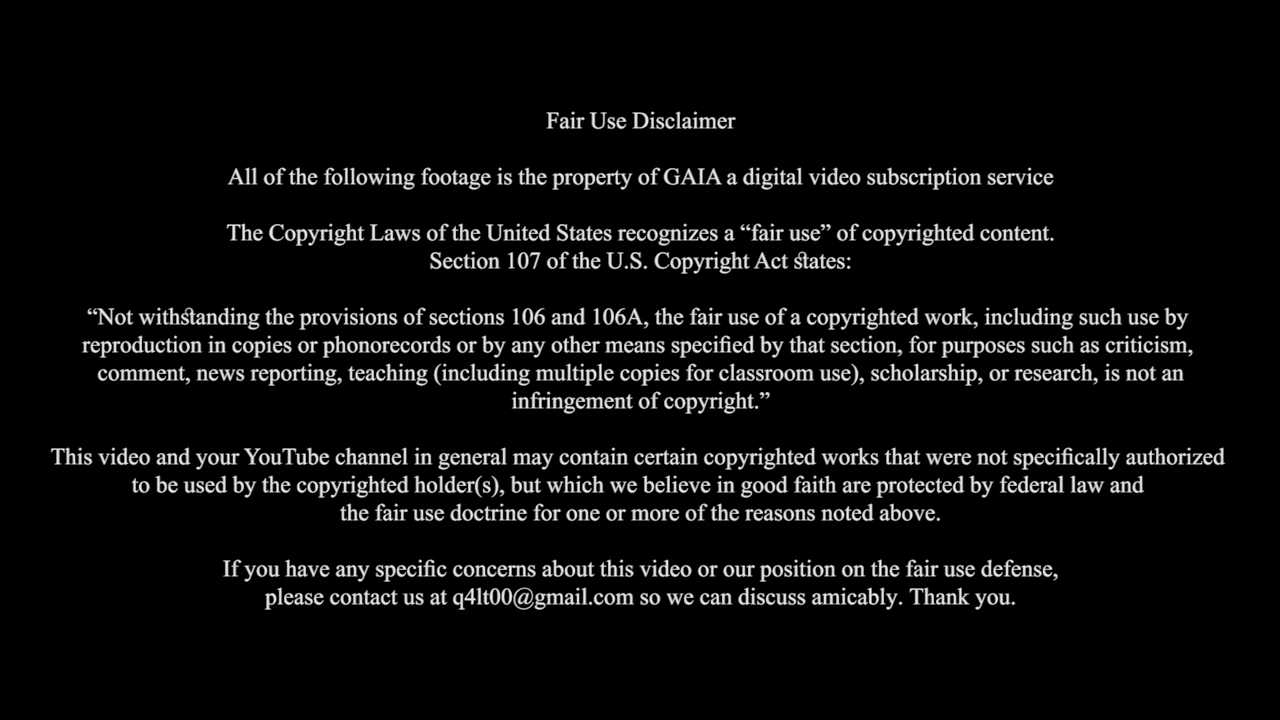 Fair Use Disclaimer
All of the following footage is the property of GAIA a digital video subscription service
The Copyright Laws of the United States recognizes a “fair use” of copyrighted content.
Section 107 of the U.S. Copyright Act states:
“Not withstanding the provisions of sections 106 and 106A, the fair use of a copyrighted work, including such use by
reproduction in copies or phonorecords or by any other means specified by that section, for purposes such as criticism,
comment, news reporting, teaching (including multiple copies for classroom use), scholarship, or research, is not an
infringement of copyright.”
This video and your YouTube channel in general may contain certain copyrighted works that were not specifically authorized
to be used by the copyrighted holder(s), but which we believe in good faith are protected by federal law and
the fair use doctrine for one or more of the reasons noted above.
If you have any specific concerns about this video or our position on the fair use defense,
please contact us at q4lt00@gmail.com so we can discuss amicably. Thank you.